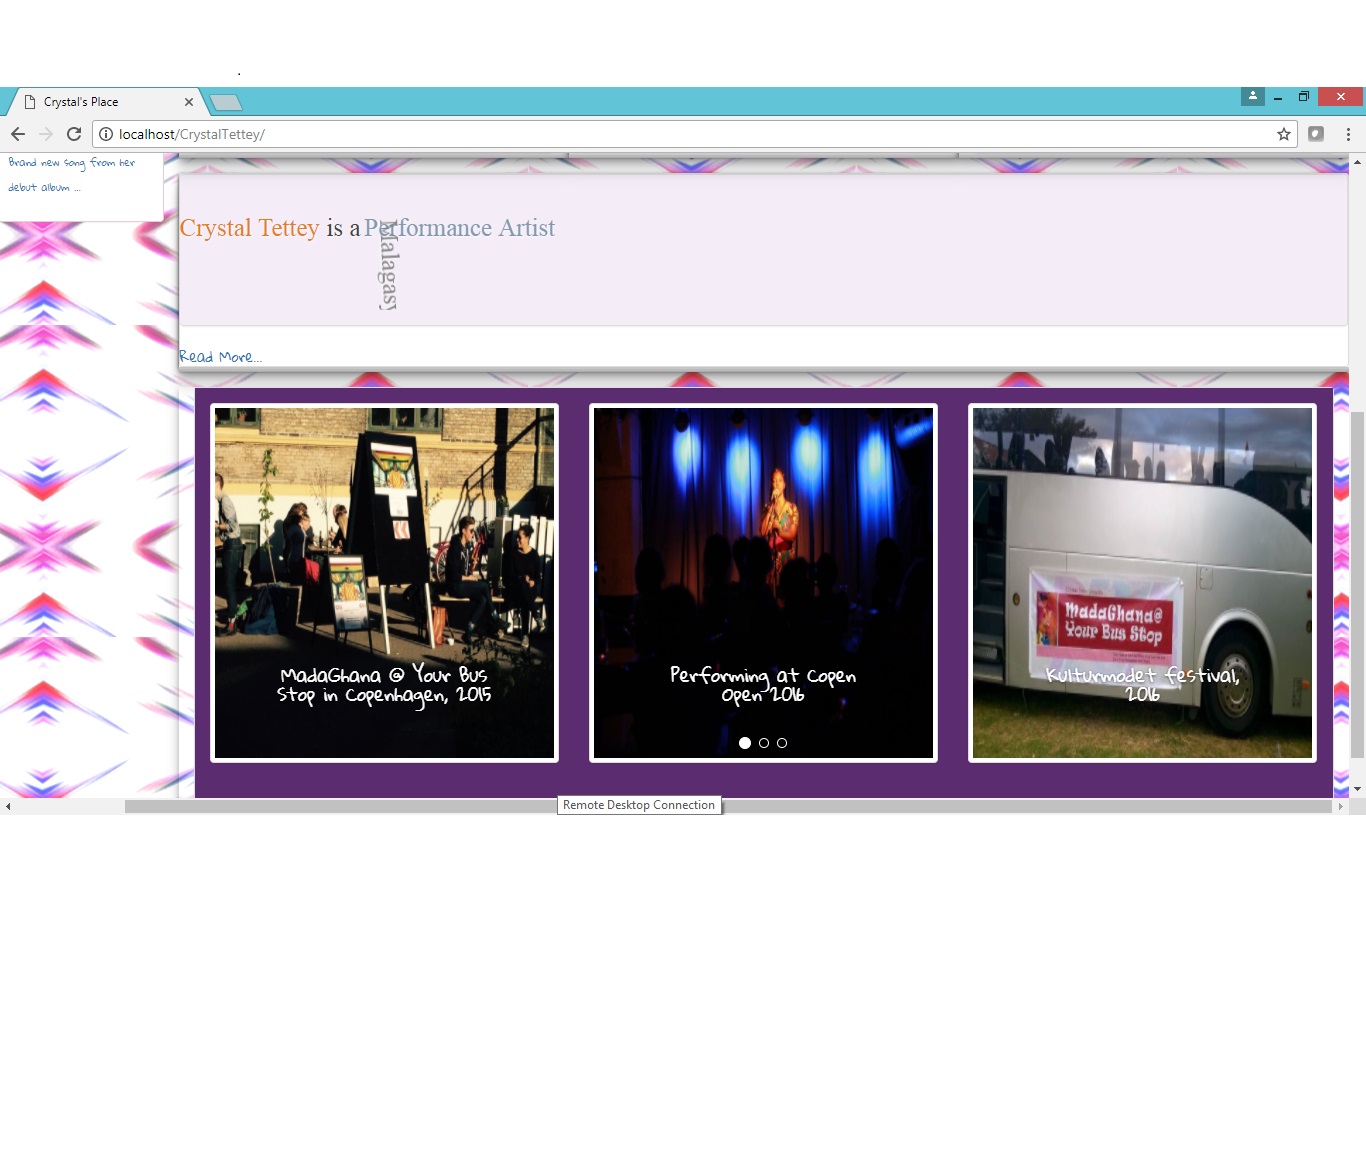 .
Crystal's Place
localhost/CrystalTettey/
Brand new song from her
debut album ...
Crystal Tettey is a Performance Artist
Malagasy
Read More...
MadaGhana @ Your Bus
Stop in Copenhagen, 2015
Performing at Copen
Open 2016
MadaGhana@
Your Bus Stop
Kulturmødet festival,
2016
Remote Desktop Connection